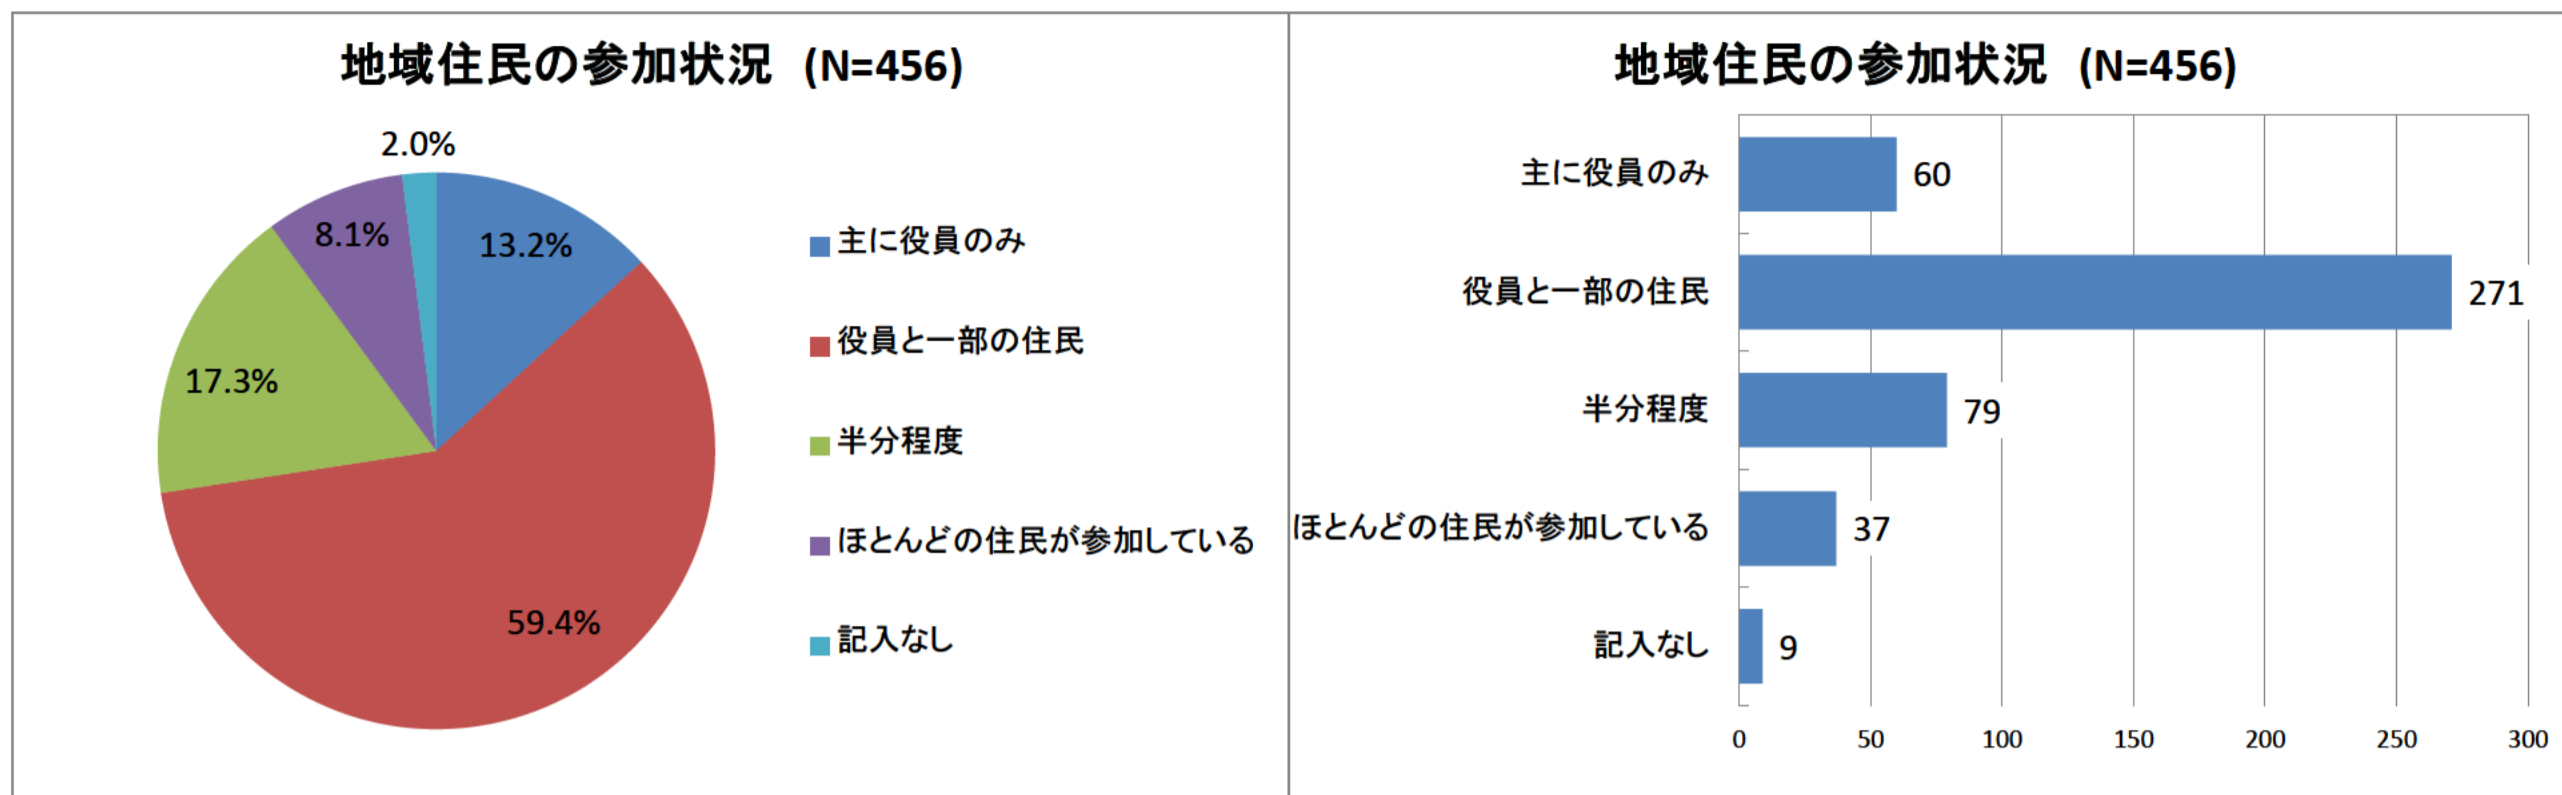 地域住民の参加状況 (N=456)
2.0%
8.1%
13.2%
17.3%
59.4%
主に役員のみ
役員と一部の住民
半分程度
ほとんどの住民が参加している
記入なし
地域住民の参加状況 (N=456)
主に役員のみ 60
役員と一部の住民 271
半分程度 79
ほとんどの住民が参加している 37
記入なし 9
0 50 100 150 200 250 300